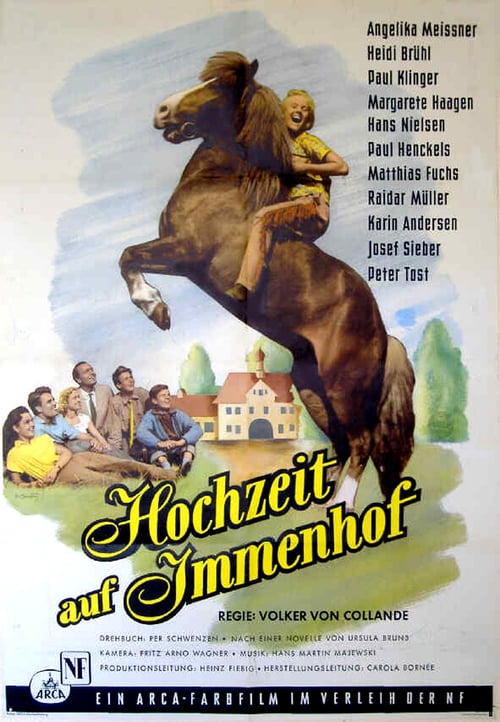 Angelika Meissner
Heidi Brühl
Paul Klinger
Margarete Haagen
Hans Nielsen
Paul Henckels
Matthias Fuchs
Raidar Müller
Karin Andersen
Josef Sieber
Peter Tost
Hochzeit
auf Immenhof
REGIE: VOLKER VON COLLANDE
DREHBUCH: PER SCHWENZEN • NACH EINER NOVELLE VON URSULA BRUNS
KAMERA: FRITZ ARNO WAGNER • MUSIK: HANS MARTIN MAJEWSKI
PRODUKTIONSLEITUNG: HEINZ FIEBIG • HERSTELLUNGSLEITUNG: CAROLA BORNÉE
ARCA
NF
EIN ARCA-FARBFILM IM VERLEIH DER NF